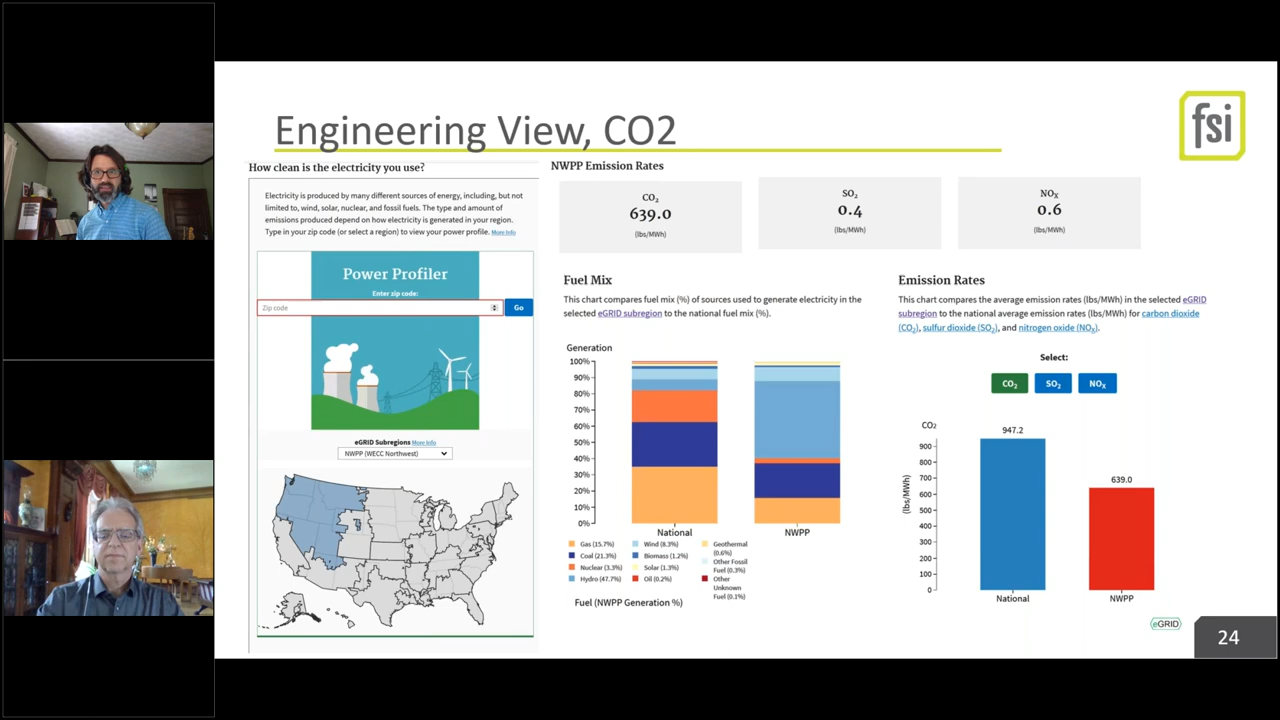 Engineering View, CO2
fsi
How clean is the electricity you use?
Electricity is produced by many different sources of energy, including, but not
limited to, wind, solar, nuclear, and fossil fuels. The type and amount of
emissions produced depend on how electricity is generated in your region.
Type in your zip code (or select a region) to view your power profile. More Info
Power Profiler
Enter zip code:
Zip code
Go
eGRID Subregions More Info
NWPP (WECC Northwest)
NWPP Emission Rates
CO₂
639.0
(lbs/MWh)
SO₂
0.4
(lbs/MWh)
NOₓ
0.6
(lbs/MWh)
Fuel Mix
This chart compares fuel mix (%) of sources used to generate electricity in the
selected eGRID subregion to the national fuel mix (%).
Generation
100%
90%
80%
70%
60%
50%
40%
30%
20%
10%
0%
National
NWPP
Gas (15.7%)
Coal (21.3%)
Nuclear (3.3%)
Hydro (47.7%)
Wind (8.3%)
Biomass (1.2%)
Solar (1.3%)
Oil (0.2%)
Geothermal
(0.6%)
Other Fossil
Fuel (0.3%)
Other
Unknown
Fuel (0.1%)
Fuel (NWPP Generation %)
Emission Rates
This chart compares the average emission rates (lbs/MWh) in the selected eGRID
subregion to the national average emission rates (lbs/MWh) for carbon dioxide
(CO₂), sulfur dioxide (SO₂), and nitrogen oxide (NOₓ).
Select:
CO₂
SO₂
NOₓ
CO₂
(lbs/MWh)
900
800
700
600
500
400
300
200
100
0
947.2
639.0
National
NWPP
eGRID
24